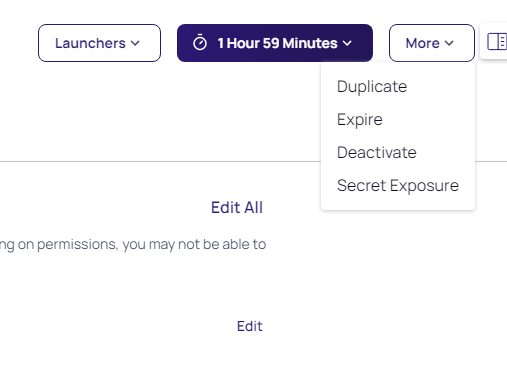 Launchers
1 Hour 59 Minutes
More
Duplicate
Expire
Deactivate
Secret Exposure
Edit All
ng on permissions, you may not be able to
Edit